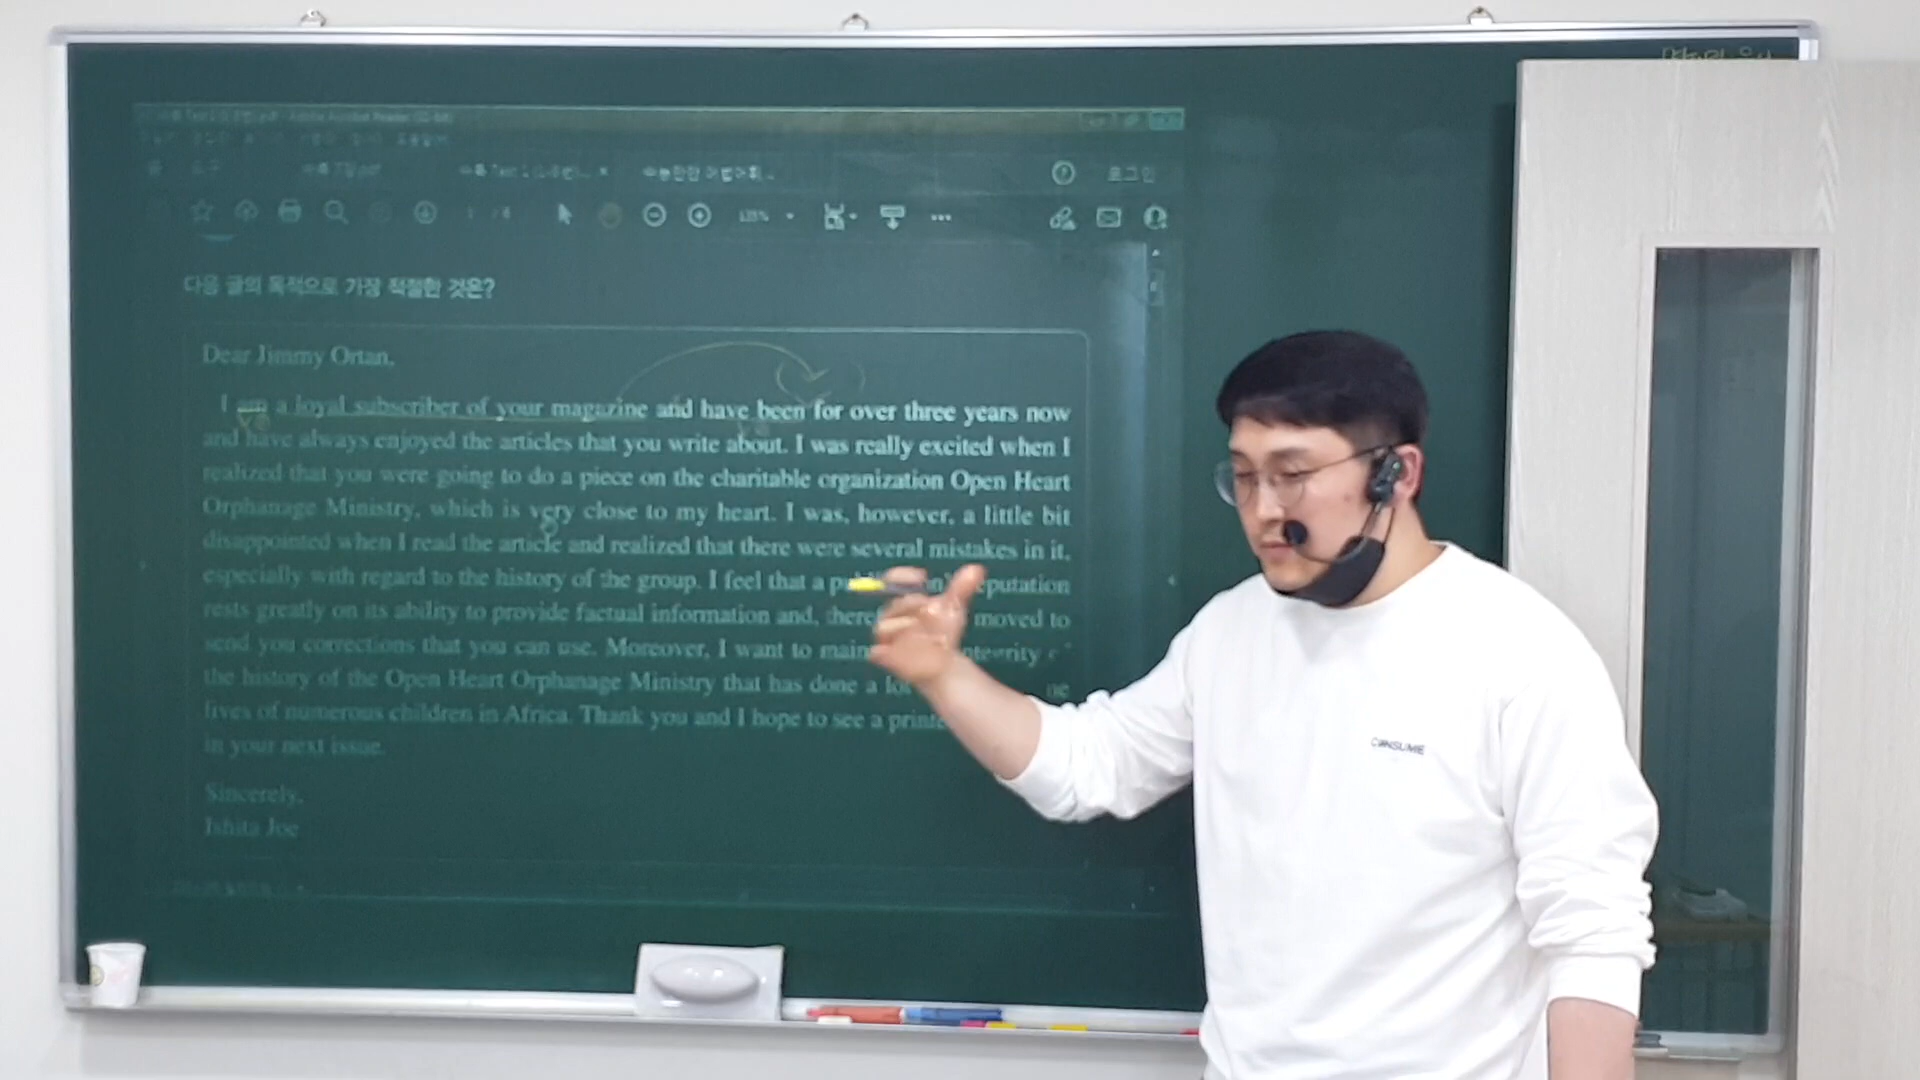 로그인
다음 글의 목적으로 가장 적절한 것은?
Dear Jimmy Ortan,
I am a loyal subscriber of your magazine and have been for over three years now
and have always enjoyed the articles that you write about. I was really excited when I
realized that you were going to do a piece on the charitable organization Open Heart
Orphanage Ministry, which is very close to my heart. I was, however, a little bit
disappointed when I read the article and realized that there were several mistakes in it,
especially with regard to the history of the group. I feel that a
rests greatly on its ability to provide factual information and, moved to
send you corrections that you can use. Moreover, I want to
the history of the Open Heart Orphanage Ministry that has done a
lives of numerous children in Africa. Thank you and I hope to see a
in your next issue.
Sincerely,
Ishita Joe